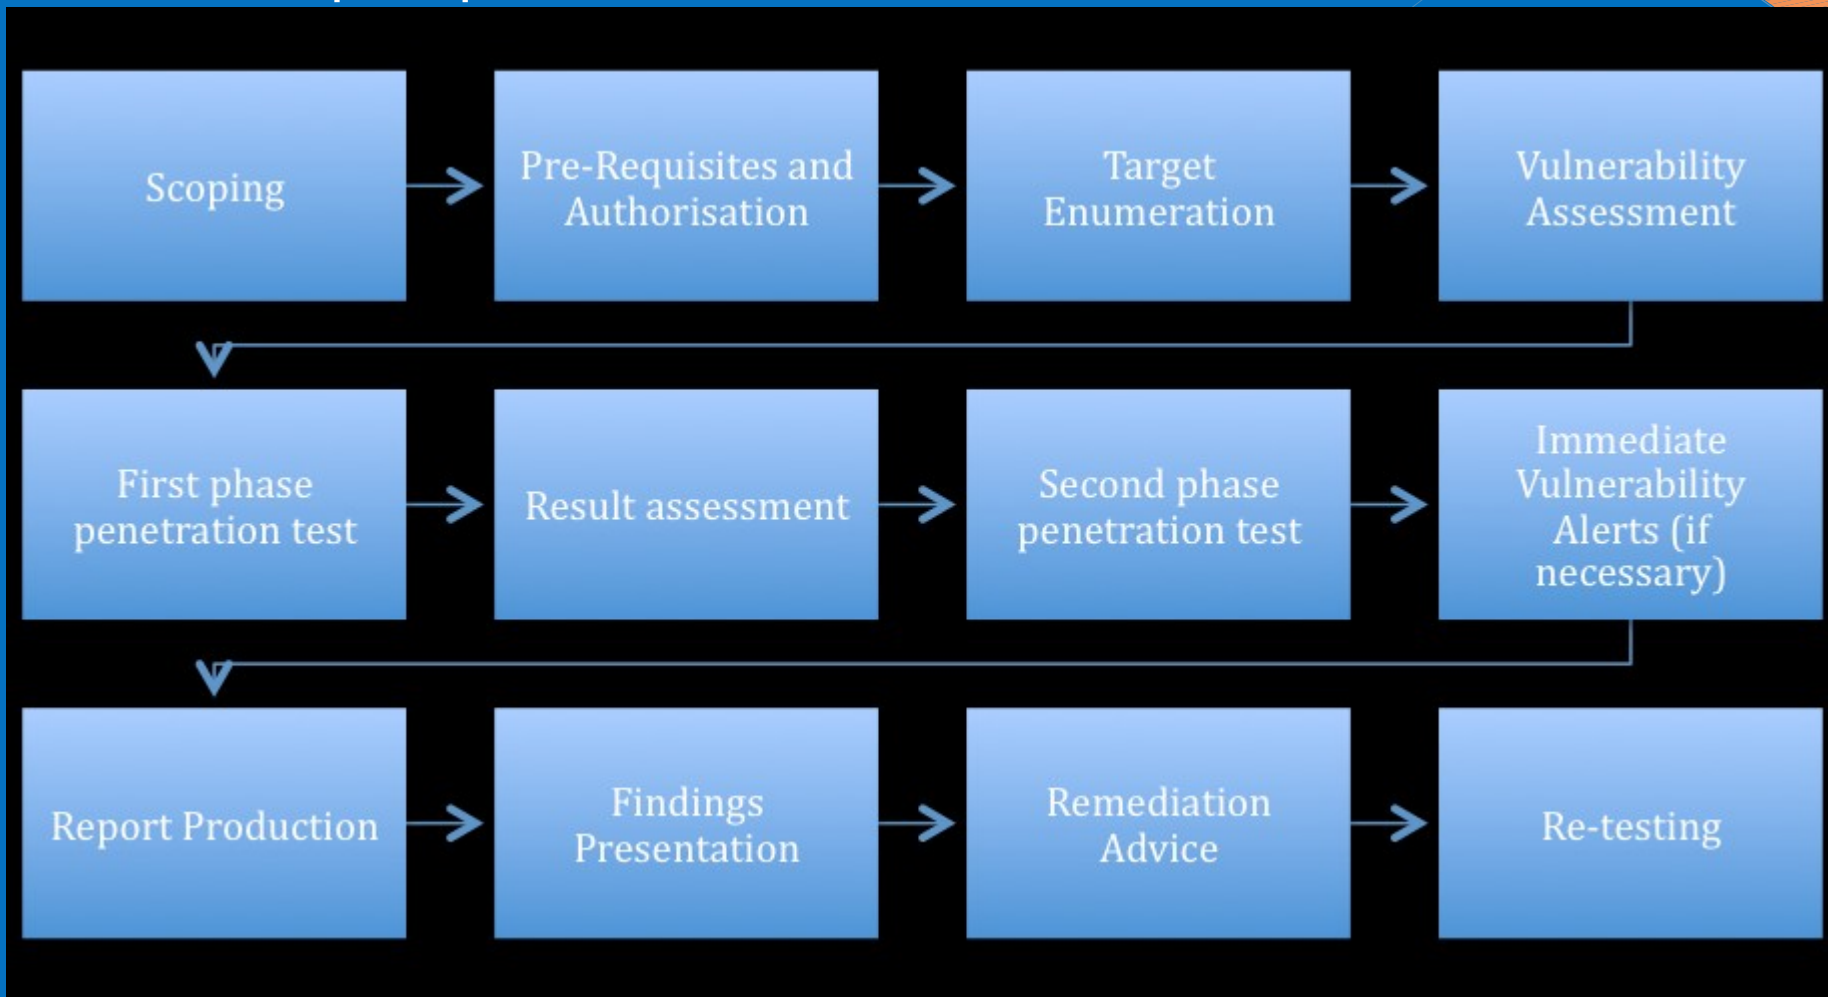 Scoping
Pre-Requisites and
Authorisation
Target
Enumeration
Vulnerability
Assessment
First phase
penetration test
Result assessment
Second phase
penetration test
Immediate
Vulnerability
Alerts (if
necessary)
Report Production
Findings
Presentation
Remediation
Advice
Re-testing